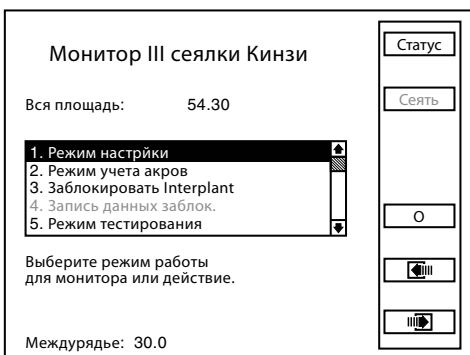 Монитор III сеялки Кинзи
Вся площадь: 54.30
1. Режим настрйки
2. Режим учета акров
3. Заблокировать Interplant
4. Запись данных заблок.
5. Режим тестирования
Выберите режим работы
для монитора или действие.
Междурядье: 30.0
Статус
Сеять
О